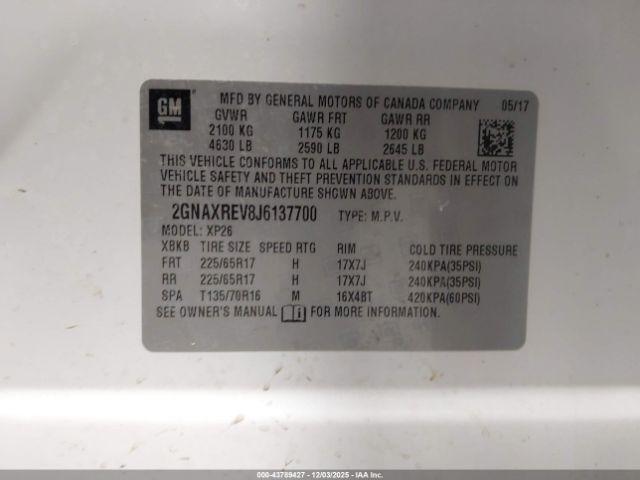 GM
MFD BY GENERAL MOTORS OF CANADA COMPANY 05/17
GVWR GAWR FRT GAWR RR
2100 KG 1175 KG 1200 KG
4630 LB 2590 LB 2645 LB
THIS VEHICLE CONFORMS TO ALL APPLICABLE U.S. FEDERAL MOTOR
VEHICLE SAFETY AND THEFT PREVENTION STANDARDS IN EFFECT ON
THE DATE OF MANUFACTURE SHOWN ABOVE.
2GNAXREV8J6137700 TYPE: M.P.V.
MODEL: XP26
XBKB TIRE SIZE SPEED RTG RIM COLD TIRE PRESSURE
FRT 225/65R17 H 17X7J 240KPA(35PSI)
RR 225/65R17 H 17X7J 240KPA(35PSI)
SPA T135/70R16 M 16X4BT 420KPA(60PSI)
SEE OWNER'S MANUAL i FOR MORE INFORMATION.
000-43789427 - 12/03/2025 - IAA, Inc.